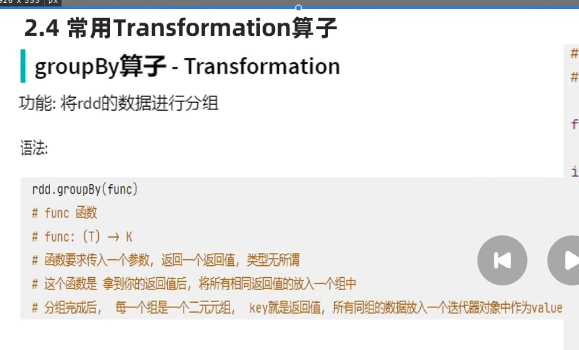 2.4 常用Transformation算子
groupBy算子 - Transformation
功能: 将rdd的数据进行分组
语法:
rdd.groupBy(func)
# func 函数
# func: (T) → K
# 函数要求传入一个参数, 返回一个返回值, 类型无所谓
# 这个函数是 拿到你的返回值后, 将所有相同返回值的放入一个组中
# 分组完成后, 每一个组是一个二元元组, key就是返回值, 所有同组的数据放入一个迭代器对象中作为value
#
#
f
i